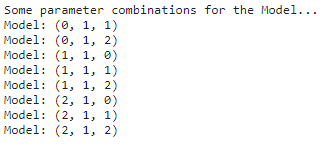 Some parameter combinations for the Model...
Model: (0, 1, 1)
Model: (0, 1, 2)
Model: (1, 1, 0)
Model: (1, 1, 1)
Model: (1, 1, 2)
Model: (2, 1, 0)
Model: (2, 1, 1)
Model: (2, 1, 2)